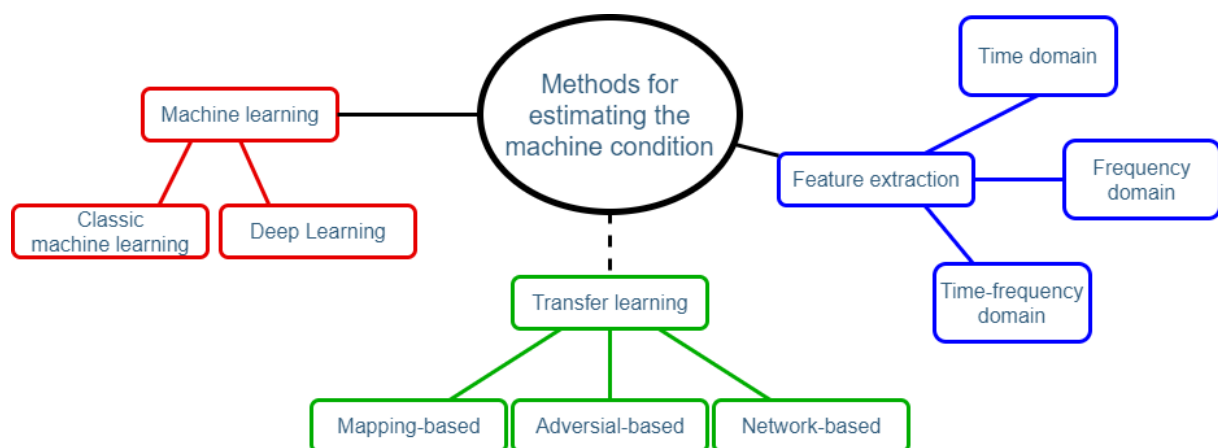 Methods for
estimating the
machine condition
Machine learning
Classic
machine learning
Deep Learning
Time domain
Feature extraction
Frequency
domain
Time-frequency
domain
Transfer learning
Mapping-based
Adversial-based
Network-based